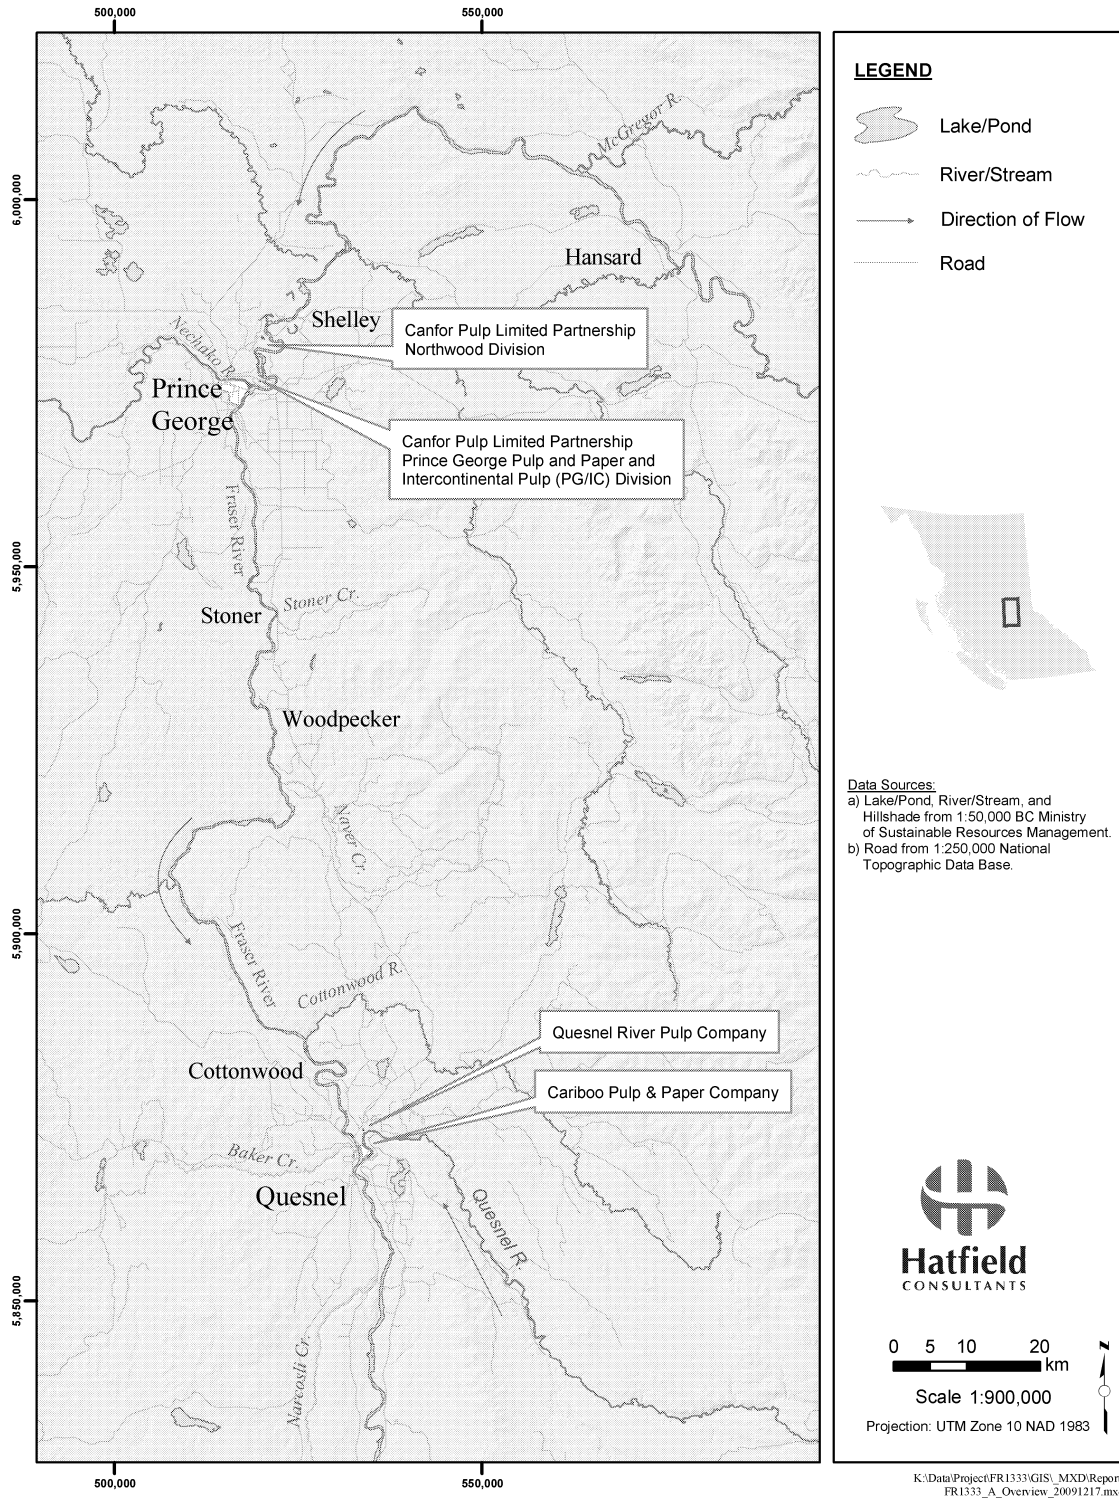 500,000
550,000
6,000,000
5,950,000
5,900,000
5,850,000
McGregor R.
Hansard
Shelley
Canfor Pulp Limited Partnership
Northwood Division
Nechako R.
Prince
George
Canfor Pulp Limited Partnership
Prince George Pulp and Paper and
Intercontinental Pulp (PG/IC) Division
Fraser River
Stoner Cr.
Stoner
Woodpecker
Naver Cr.
Fraser River
Cottonwood R.
Quesnel River Pulp Company
Cottonwood
Cariboo Pulp & Paper Company
Baker Cr.
Quesnel
Quesnel R.
Narcosli Cr.
500,000
550,000
LEGEND
Lake/Pond
River/Stream
Direction of Flow
Road
Data Sources:
a) Lake/Pond, River/Stream, and
Hillshade from 1:50,000 BC Ministry
of Sustainable Resources Management.
b) Road from 1:250,000 National
Topographic Data Base.
Hatfield
CONSULTANTS
0 5 10 20
km
Scale 1:900,000
Projection: UTM Zone 10 NAD 1983
N
K:\Data\Project\FR1333\GIS\_MXD\Repor
FR1333_A_Overview_20091217.mx